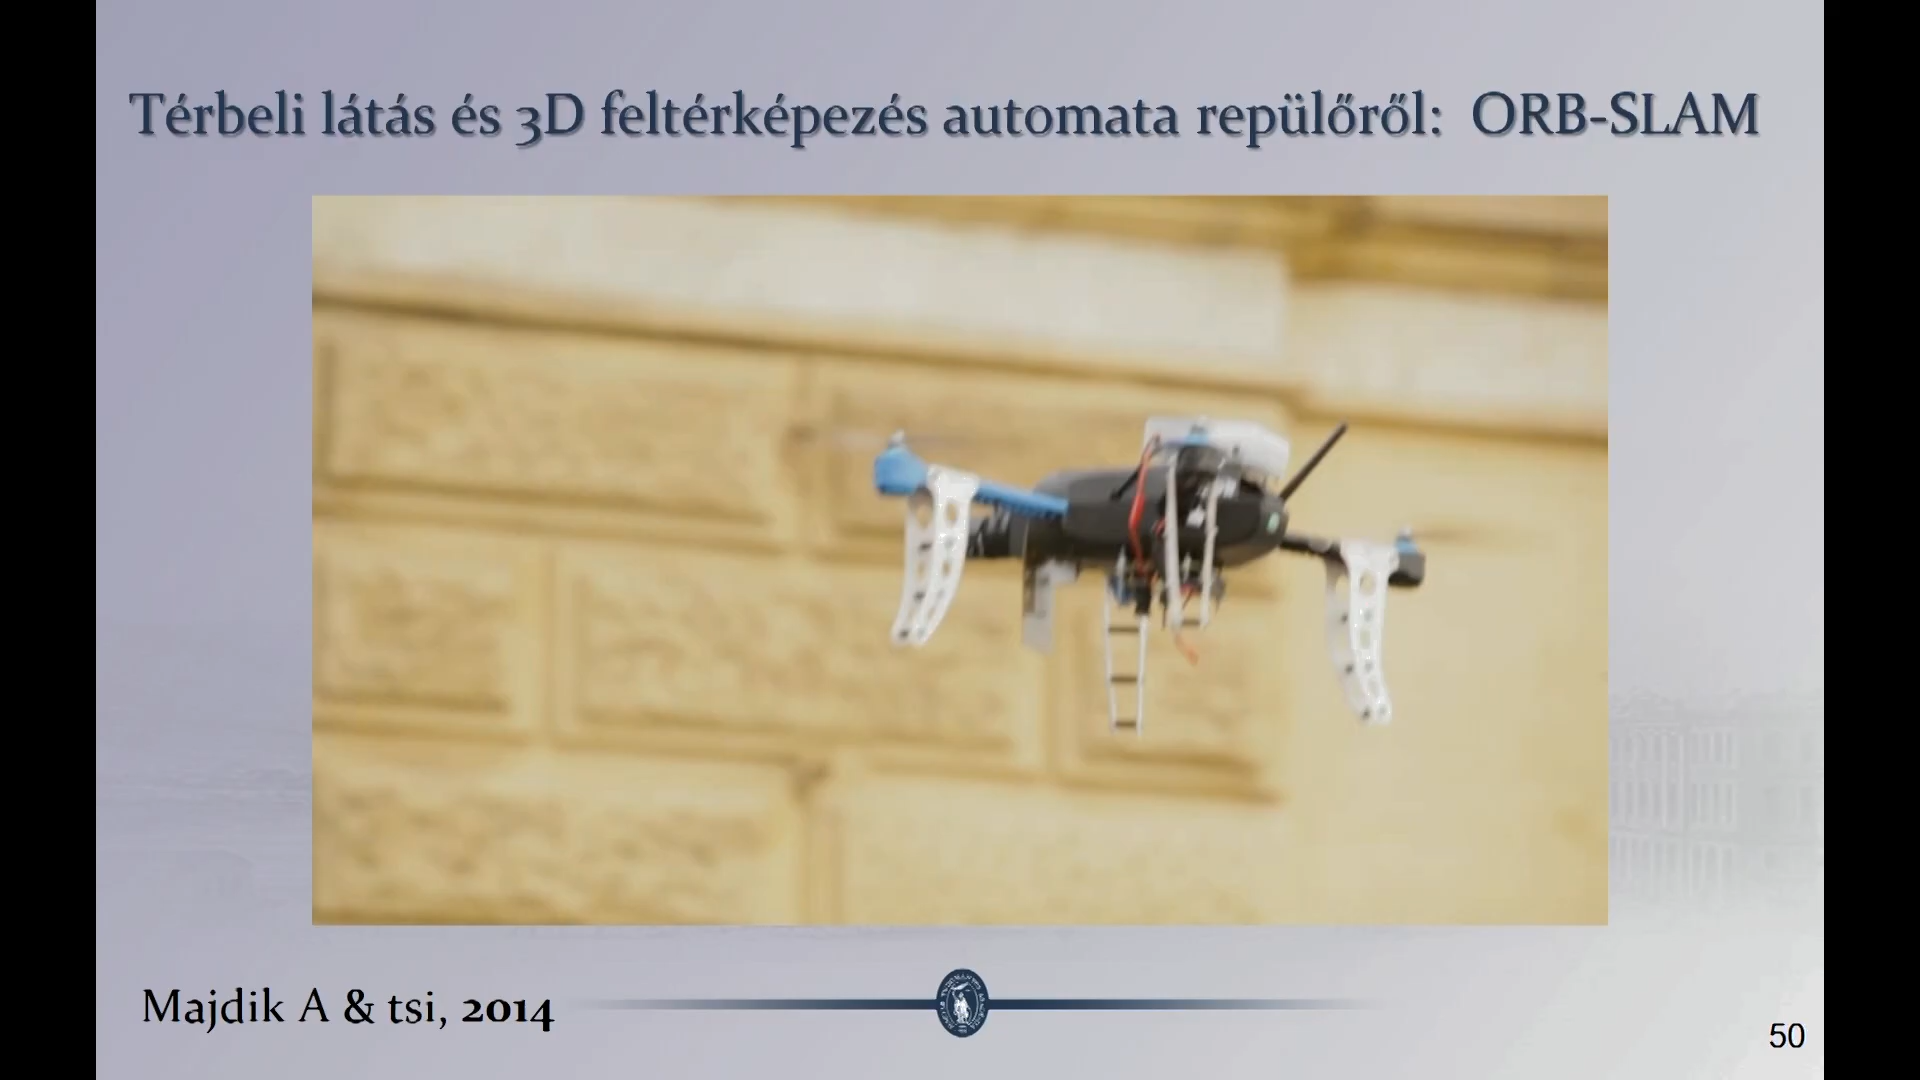 Térbeli látás és 3D feltérképezés automata repülőről: ORB-SLAM
Majdik A & tsi, 2014
50